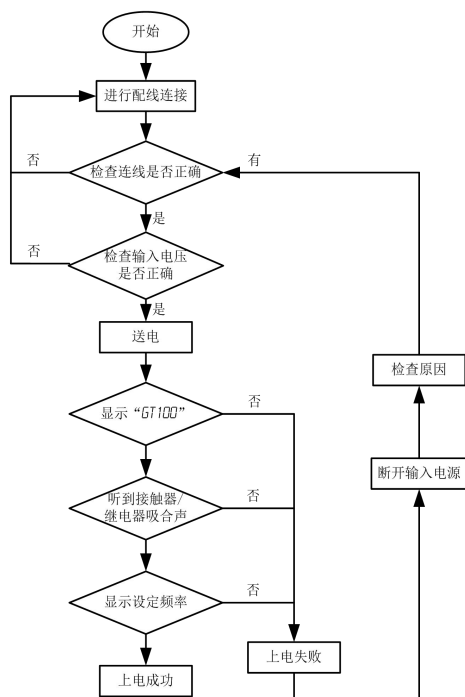 开始
进行配线连接
否
检查连线是否正确
有
是
否
检查输入电压
是否正确
是
送电
检查原因
显示“GT100”
否
断开输入电源
听到接触器/
继电器吸合声
否
显示设定频率
否
上电失败
上电成功